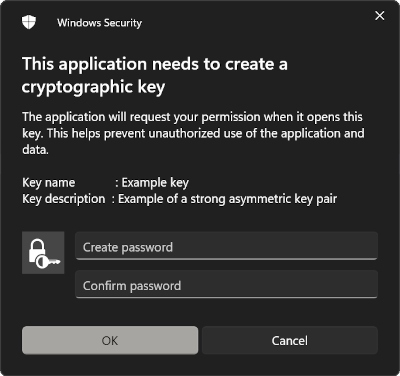 Windows Security
This application needs to create a
cryptographic key
The application will request your permission when it opens this
key. This helps prevent unauthorized use of the application and
data.
Key name : Example key
Key description : Example of a strong asymmetric key pair
Create password
Confirm password
OK
Cancel